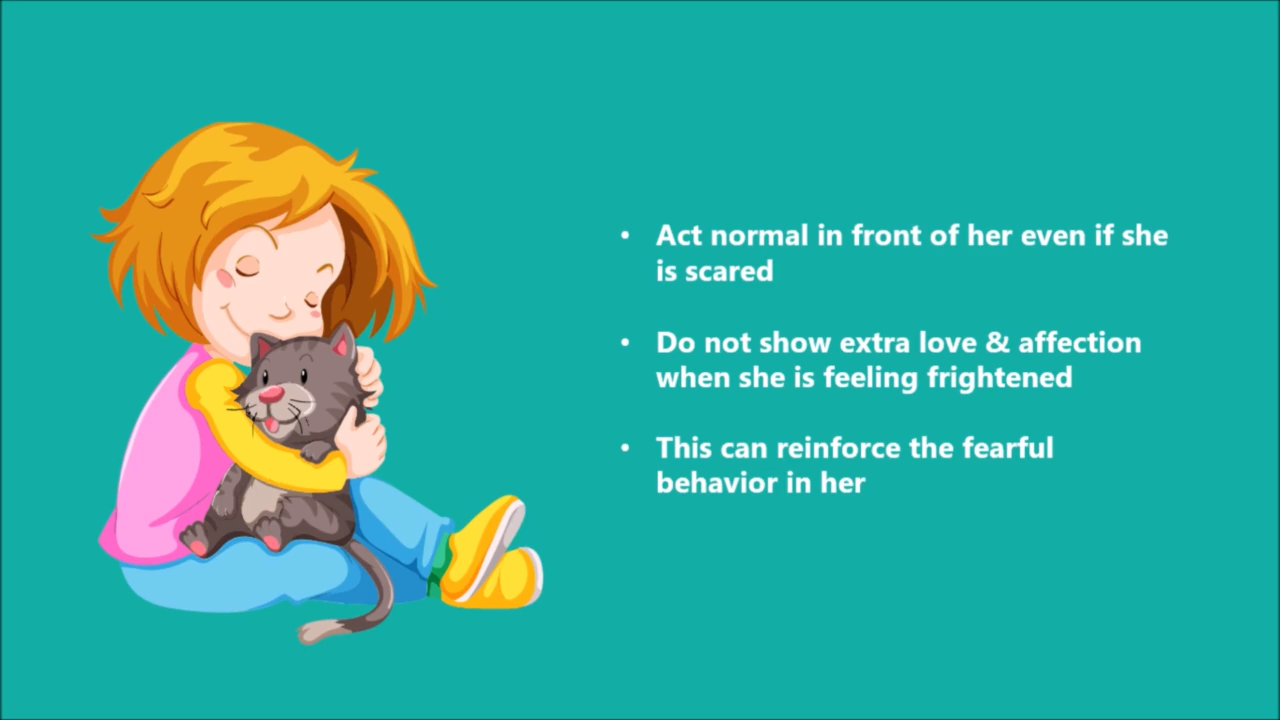 • Act normal in front of her even if she
is scared
• Do not show extra love & affection
when she is feeling frightened
• This can reinforce the fearful
behavior in her